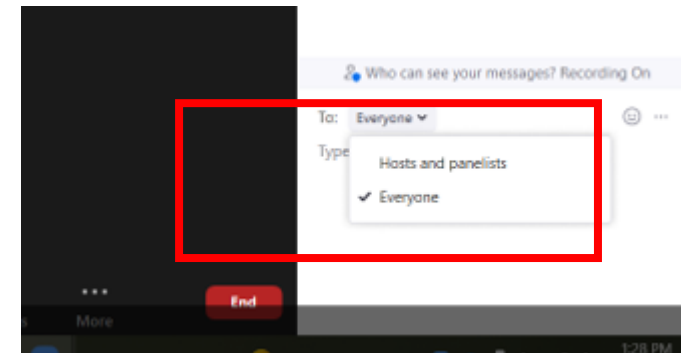 Who can see your messages? Recording On
To: Everyone
Type
Hosts and panelists
✔ Everyone
End
s More
1:28 PM